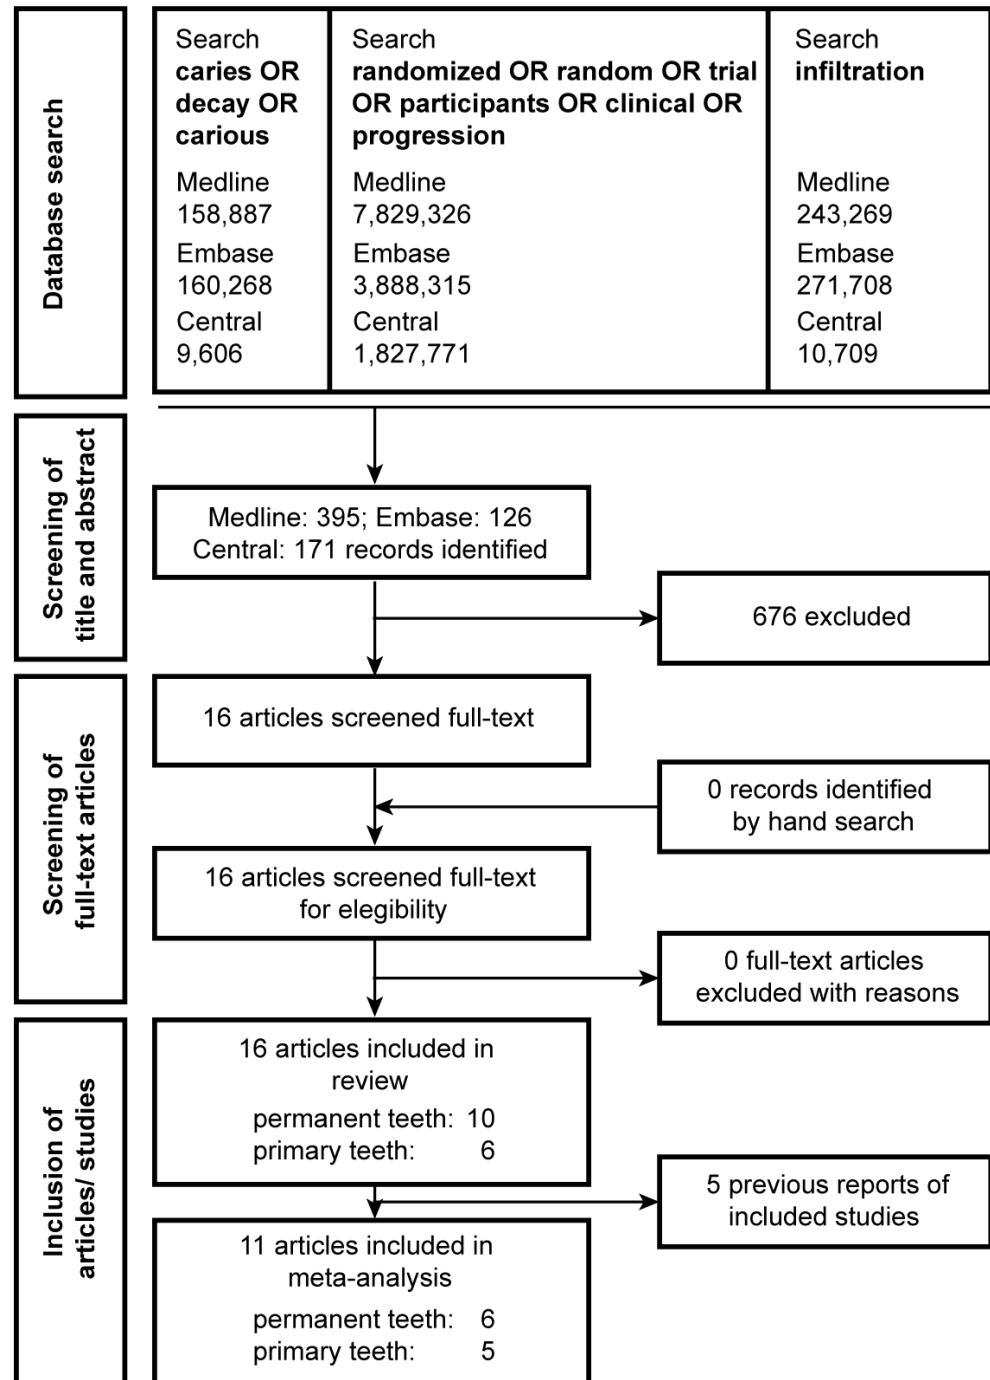 Database search
Search
caries OR
decay OR
carious
Medline
158,887
Embase
160,268
Central
9,606
Search
randomized OR random OR trial
OR participants OR clinical OR
progression
Medline
7,829,326
Embase
3,888,315
Central
1,827,771
Search
infiltration
Medline
243,269
Embase
271,708
Central
10,709
Screening of
title and abstract
Medline: 395; Embase: 126
Central: 171 records identified
676 excluded
Screening of
full-text articles
16 articles screened full-text
0 records identified
by hand search
16 articles screened full-text
for elegibility
0 full-text articles
excluded with reasons
Inclusion of
articles/ studies
16 articles included in
review
permanent teeth: 10
primary teeth: 6
5 previous reports of
included studies
11 articles included in
meta-analysis
permanent teeth: 6
primary teeth: 5